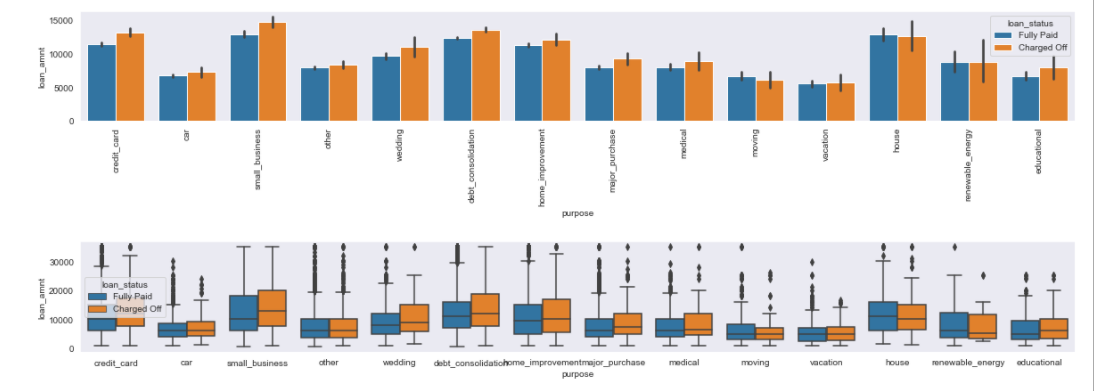 15000
10000
5000
0
loan_amnt
loan_status
Fully Paid
Charged Off
credit_card
car
small_business
other
wedding
debt_consolidation
home_improvement
major_purchase
medical
moving
vacation
house
renewable_energy
educational
purpose
30000
20000
10000
0
loan_amnt
loan_status
Fully Paid
Charged Off
credit_card car small_business other wedding debt_consolidation home_improvement major_purchase medical moving vacation house renewable_energy educational
purpose